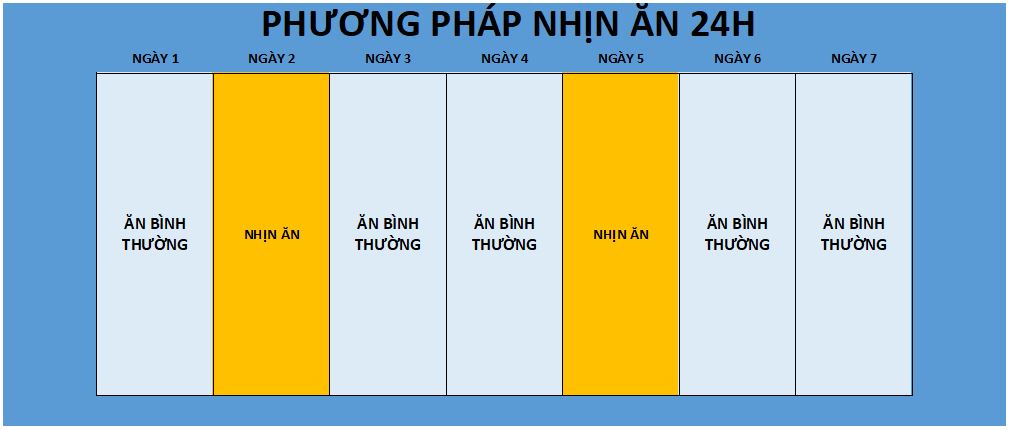 PHƯƠNG PHÁP NHỊN ĂN 24H
NGÀY 1
NGÀY 2
NGÀY 3
NGÀY 4
NGÀY 5
NGÀY 6
NGÀY 7
ĂN BÌNH
THƯỜNG
NHỊN ĂN
ĂN BÌNH
THƯỜNG
ĂN BÌNH
THƯỜNG
NHỊN ĂN
ĂN BÌNH
THƯỜNG
ĂN BÌNH
THƯỜNG